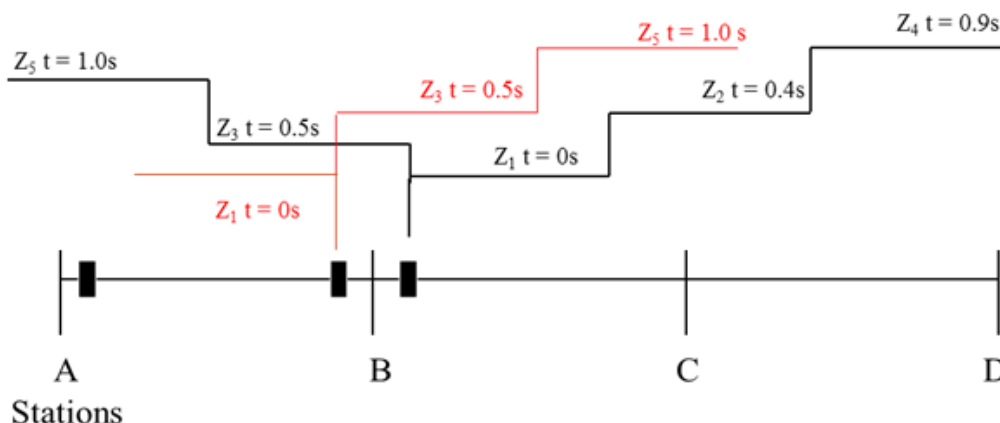 Z₅ t = 1.0 s
Z₄ t = 0.9s
Z₅ t = 1.0s
Z₃ t = 0.5s
Z₂ t = 0.4s
Z₃ t = 0.5s
Z₁ t = 0s
Z₁ t = 0s
A B C D
Stations